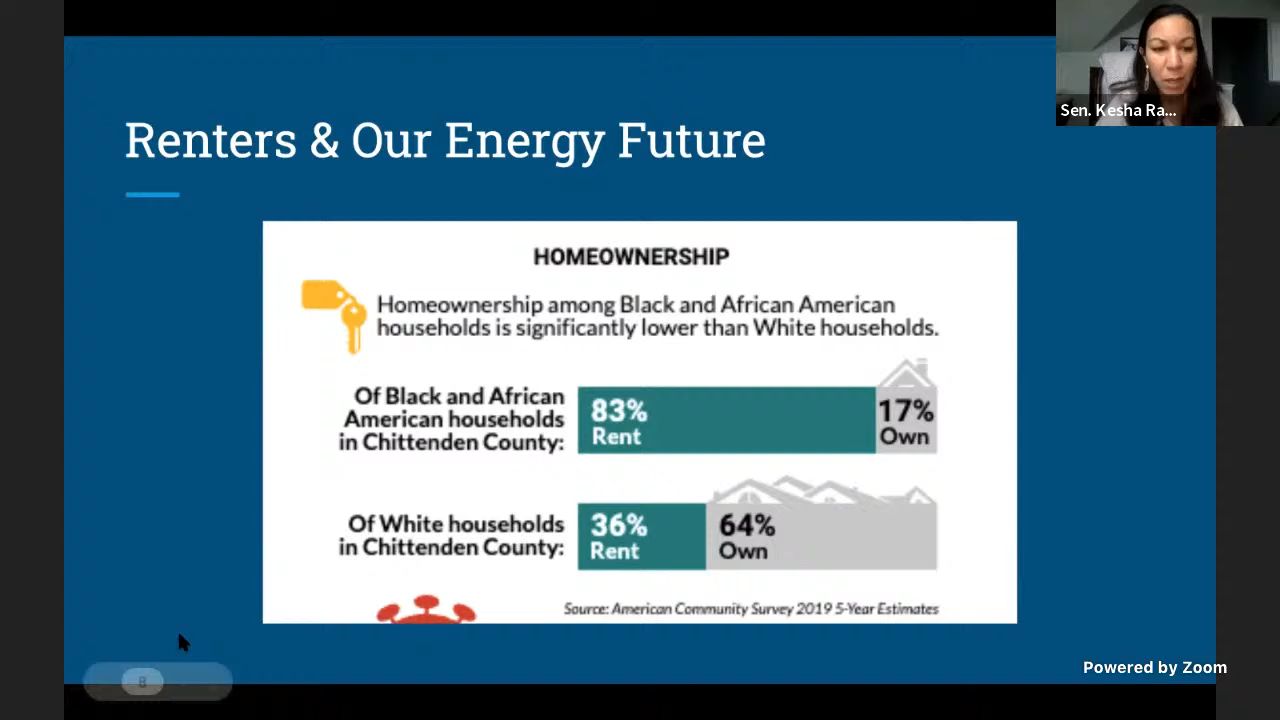 Sen. Kesha Ra...
Renters & Our Energy Future
HOMEOWNERSHIP
Homeownership among Black and African American
households is significantly lower than White households.
Of Black and African
American households
in Chittenden County:
83%
Rent
17%
Own
Of White households
in Chittenden County:
36%
Rent
64%
Own
Source: American Community Survey 2019 5-Year Estimates
8
Powered by Zoom